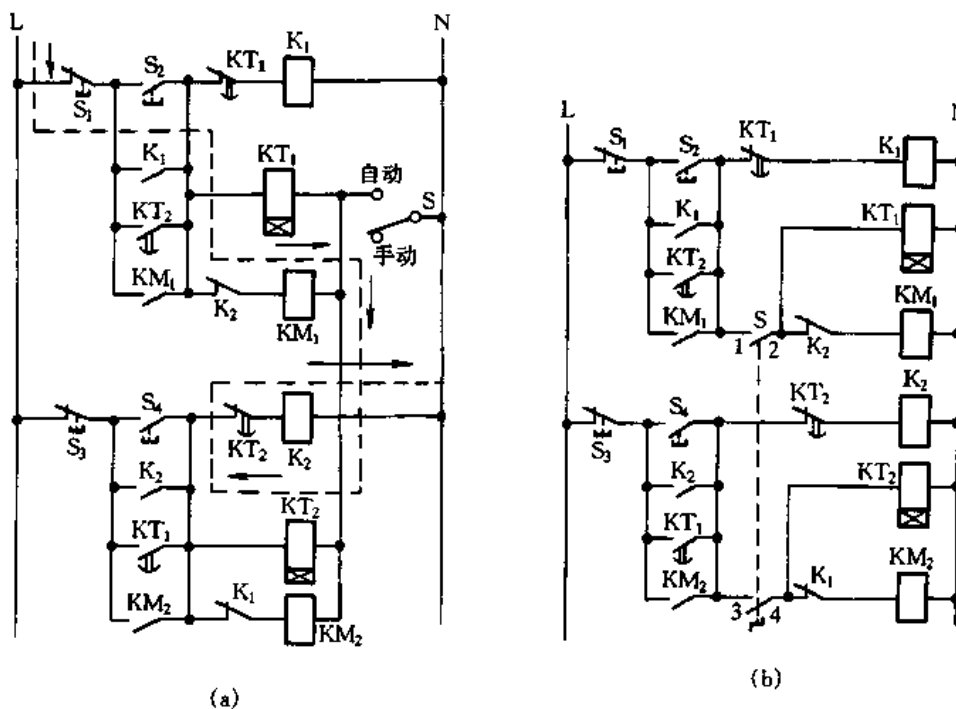 L
N
S₁
S₂
KT₁
K₁
K₁
KT₁
自动
S
手动
KT₂
KM₁
K₂
KM₁
S₃
S₄
KT₂
K₂
K₂
KT₂
KT₁
KM₂
K₁
KM₂
(a)
L
N
S₁
S₂
KT₁
K₁
K₁
KT₁
KT₂
KM₁
S
1
2
K₂
KM₁
S₃
S₄
KT₂
K₂
K₂
KT₂
KT₁
KM₂
3
4
K₁
KM₂
(b)